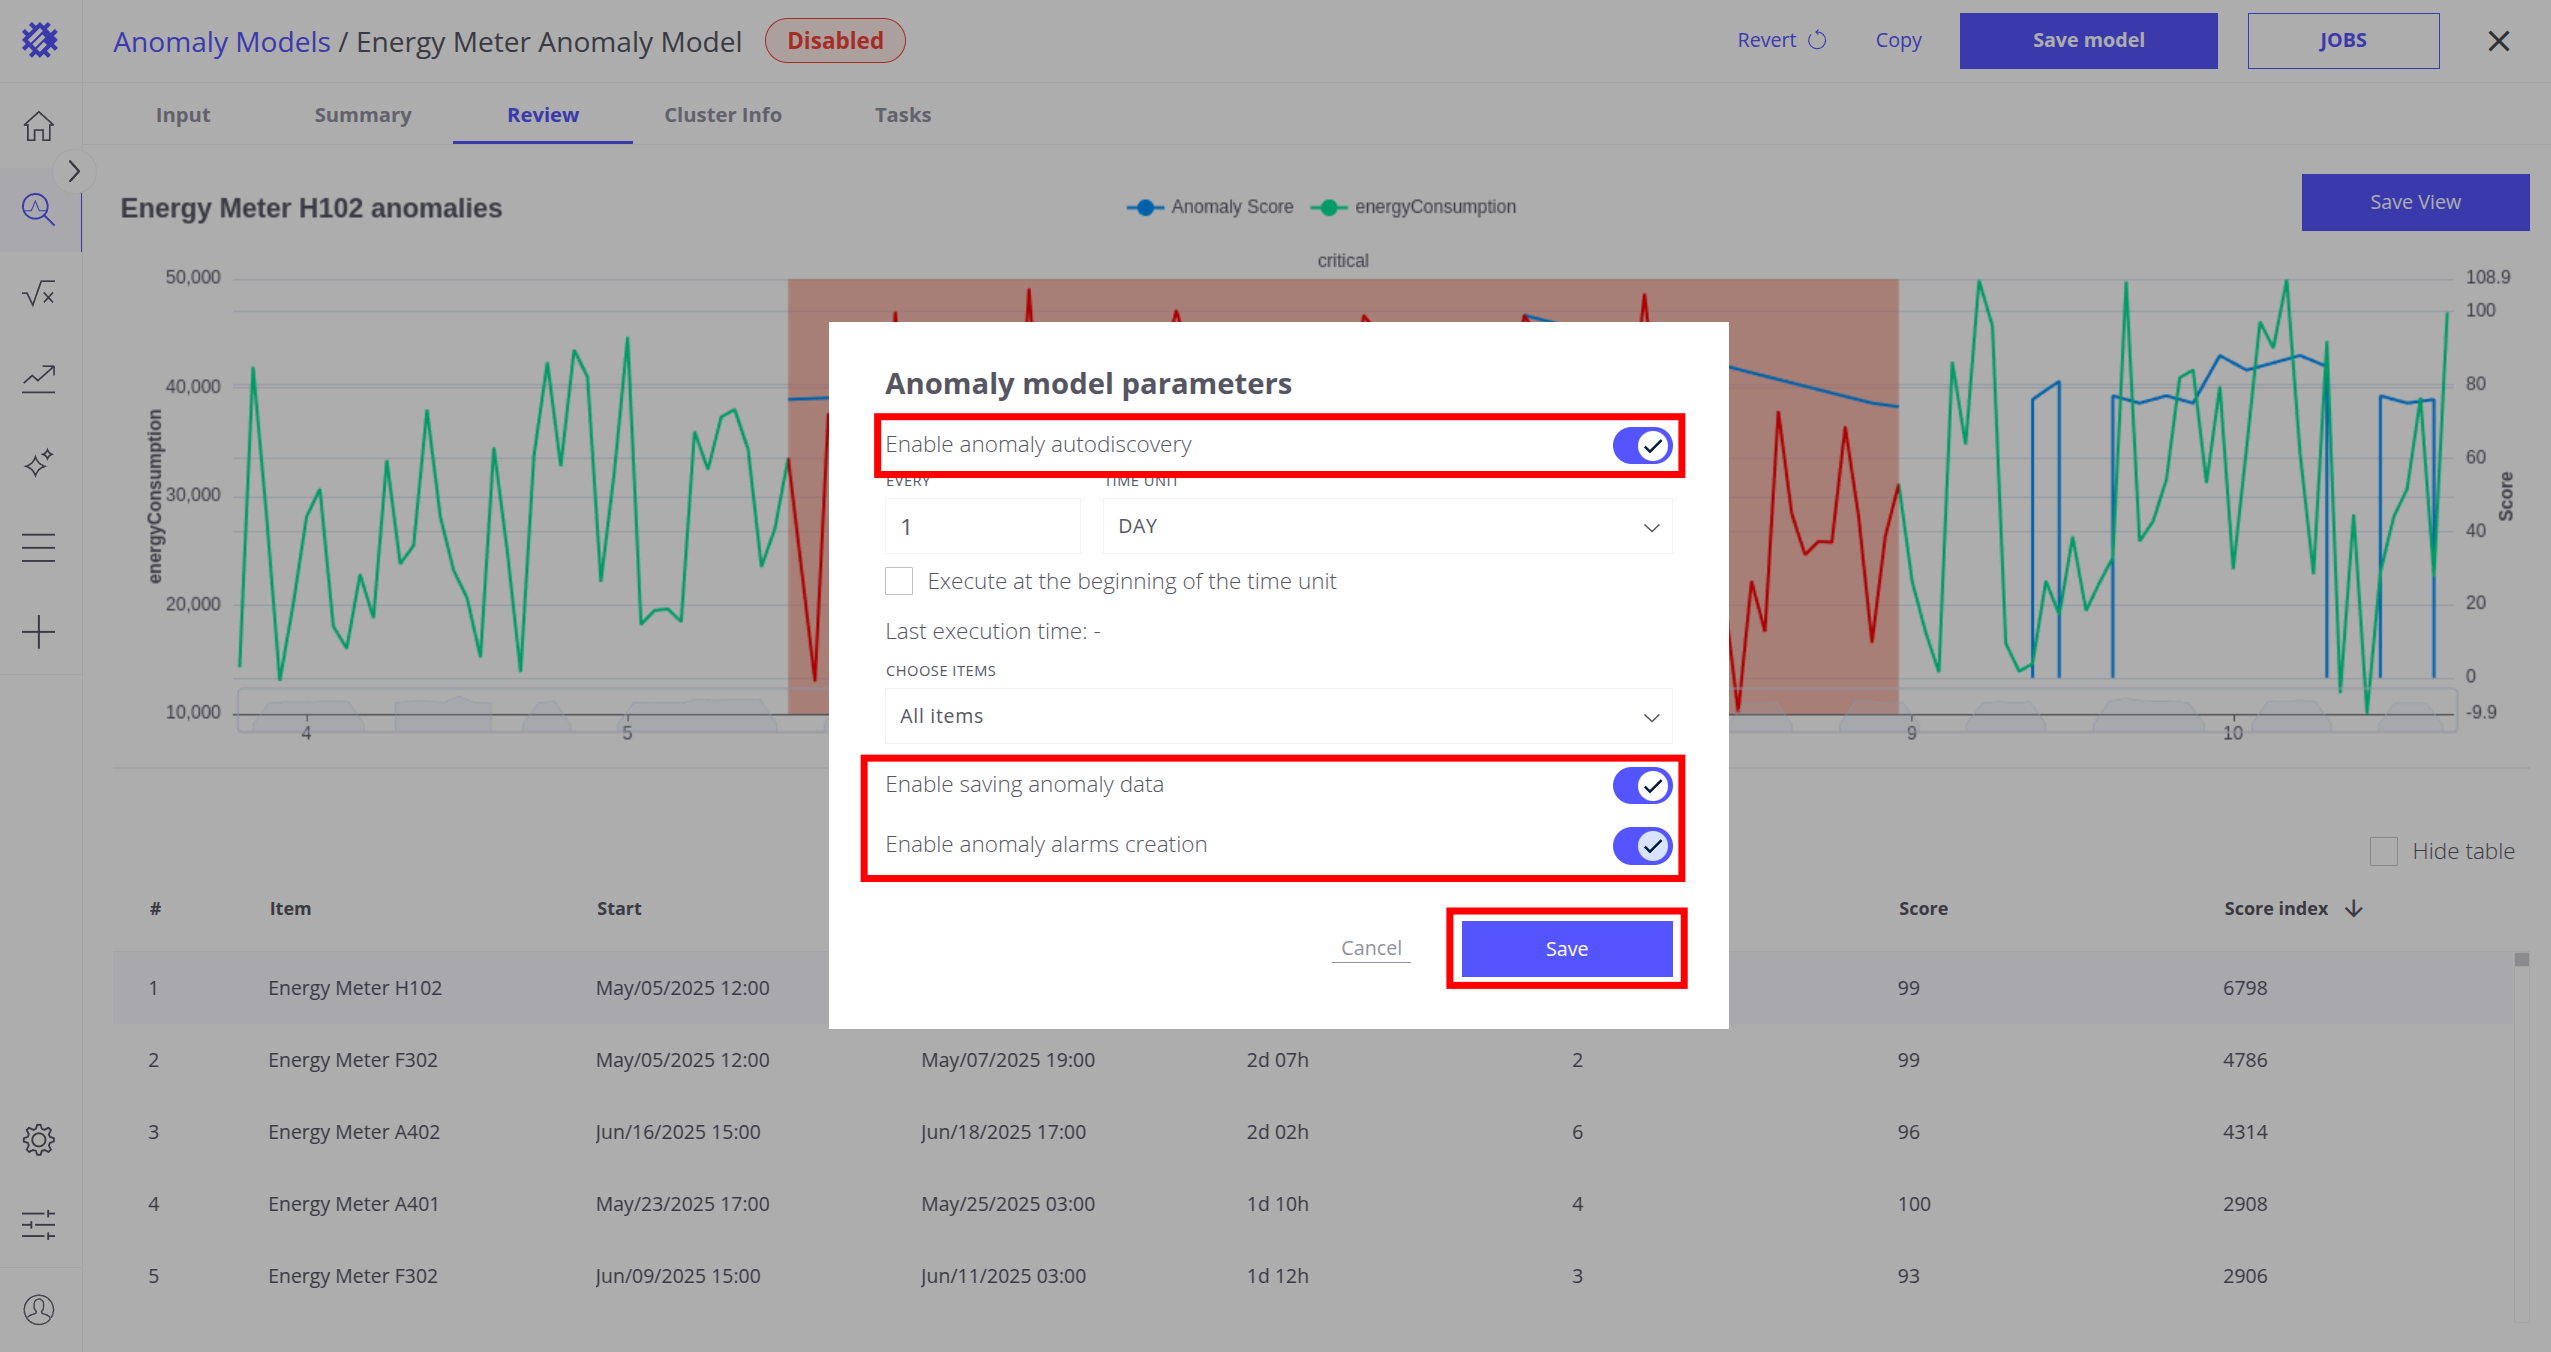 Anomaly Models / Energy Meter Anomaly Model Disabled Revert Copy Save model JOBS
Input Summary Review Cluster Info Tasks
Energy Meter H102 anomalies
Anomaly Score energyConsumption
Save View
critical
50,000
40,000
30,000
20,000
10,000
energyConsumption
4 5 9 10
108.9
100
80
60
40
20
0
-9.9
Score
Anomaly model parameters
Enable anomaly autodiscovery
EVERY TIME UNIT
1 DAY
Execute at the beginning of the time unit
Last execution time: -
CHOOSE ITEMS
All items
Enable saving anomaly data
Enable anomaly alarms creation
Cancel Save
Hide table
# Item Start Score Score index
1 Energy Meter H102 May/05/2025 12:00 99 6798
2 Energy Meter F302 May/05/2025 12:00 May/07/2025 19:00 2d 07h 2 99 4786
3 Energy Meter A402 Jun/16/2025 15:00 Jun/18/2025 17:00 2d 02h 6 96 4314
4 Energy Meter A401 May/23/2025 17:00 May/25/2025 03:00 1d 10h 4 100 2908
5 Energy Meter F302 Jun/09/2025 15:00 Jun/11/2025 03:00 1d 12h 3 93 2906